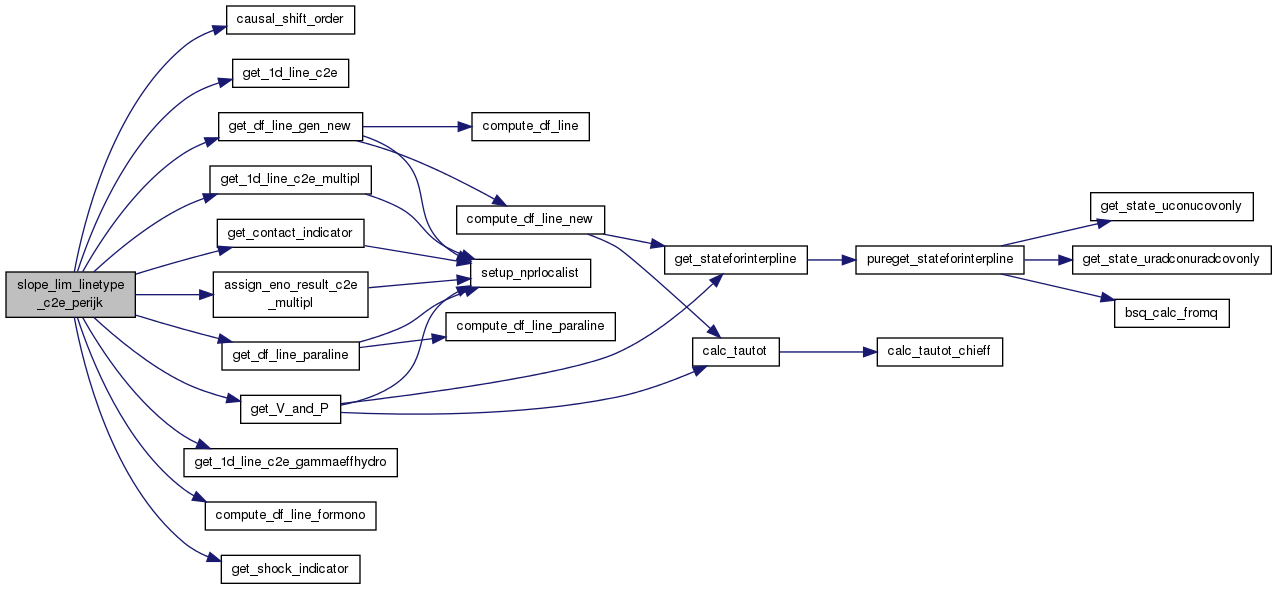 causal_shift_order
get_1d_line_c2e
get_df_line_gen_new
compute_df_line
get_1d_line_c2e_multipl
get_state_uconucovonly
compute_df_line_new
get_contact_indicator
get_stateforinterpline
pureget_stateforinterpline
get_state_uradconuradcovonly
setup_nprlocalist
slope_lim_linetype
_c2e_perijk
assign_eno_result_c2e
_multipl
bsq_calc_fromq
compute_df_line_paraline
get_df_line_paraline
calc_tautot
calc_tautot_chieff
get_V_and_P
get_1d_line_c2e_gammaeffhydro
compute_df_line_formono
get_shock_indicator